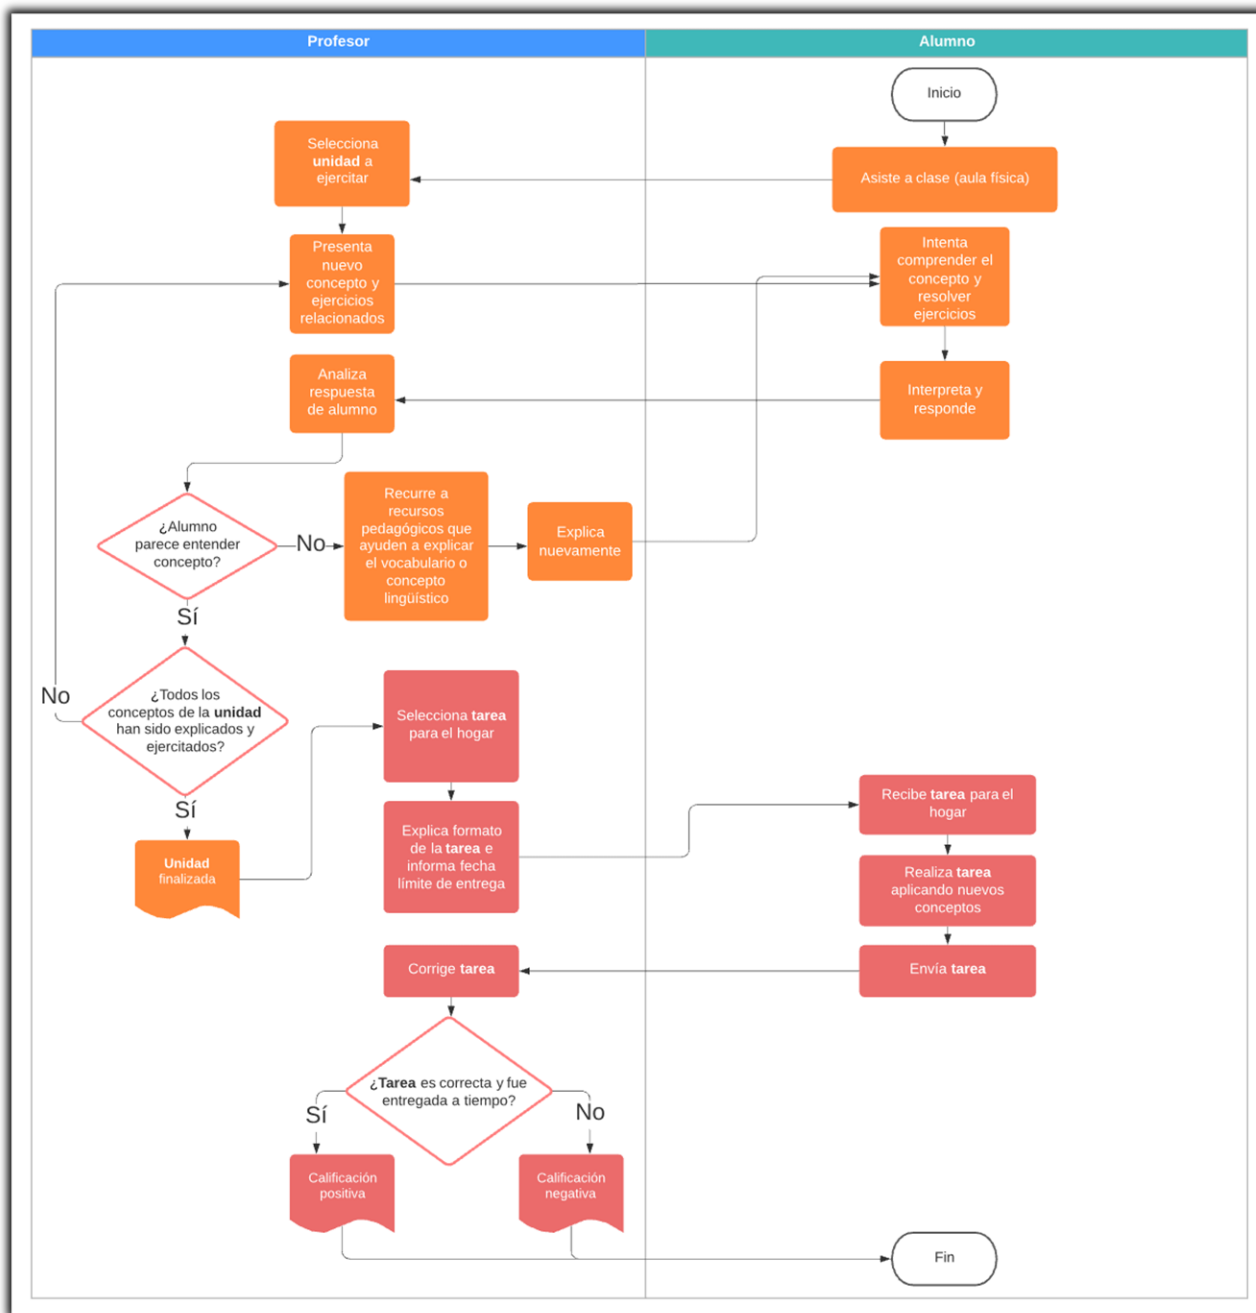 Profesor
Alumno
Inicio
Selecciona
unidad a
ejercitar
Asiste a clase (aula física)
Presenta
nuevo
concepto y
ejercicios
relacionados
Intenta
comprender el
concepto y
resolver
ejercicios
Analiza
respuesta
de alumno
Interpreta y
responde
¿Alumno
parece entender
concepto?
No
Recurre a
recursos
pedagógicos que
ayuden a explicar
el vocabulario o
concepto
lingüístico
Explica
nuevamente
Sí
¿Todos los
conceptos de la unidad
han sido explicados y
ejercitados?
No
Sí
Unidad
finalizada
Selecciona tarea
para el hogar
Explica formato
de la tarea e
informa fecha
límite de entrega
Recibe tarea para el
hogar
Realiza tarea
aplicando nuevos
conceptos
Envía tarea
Corrige tarea
¿Tarea es correcta y fue
entregada a tiempo?
Sí
No
Calificación
positiva
Calificación
negativa
Fin